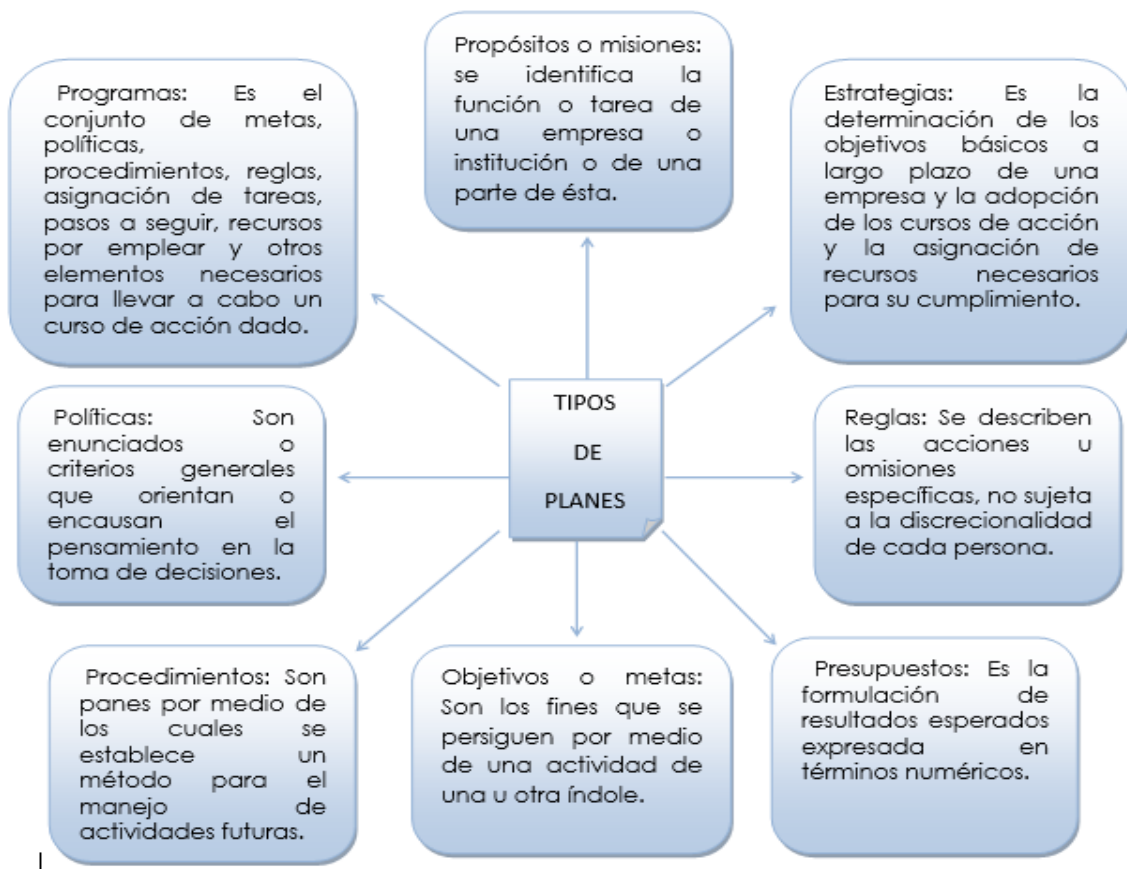 Propósitos o misiones:
se identifica la
función o tarea de
una empresa o
institución o de una
parte de ésta.
Programas: Es el
conjunto de metas,
políticas,
procedimientos, reglas,
asignación de tareas,
pasos a seguir, recursos
por emplear y otros
elementos necesarios
para llevar a cabo un
curso de acción dado.
Estrategias: Es la
determinación de los
objetivos básicos a
largo plazo de una
empresa y la adopción
de los cursos de acción
y la asignación de
recursos necesarios
para su cumplimiento.
TIPOS
DE
PLANES
Políticas: Son
enunciados o
criterios generales
que orientan o
encausan el
pensamiento en la
toma de decisiones.
Reglas: Se describen
las acciones u
omisiones
específicas, no sujeta
a la discrecionalidad
de cada persona.
Procedimientos: Son
panes por medio de
los cuales se
establece un
método para el
manejo de
actividades futuras.
Objetivos o metas:
Son los fines que se
persiguen por medio
de una actividad de
una u otra índole.
Presupuestos: Es la
formulación de
resultados esperados
expresada en
términos numéricos.